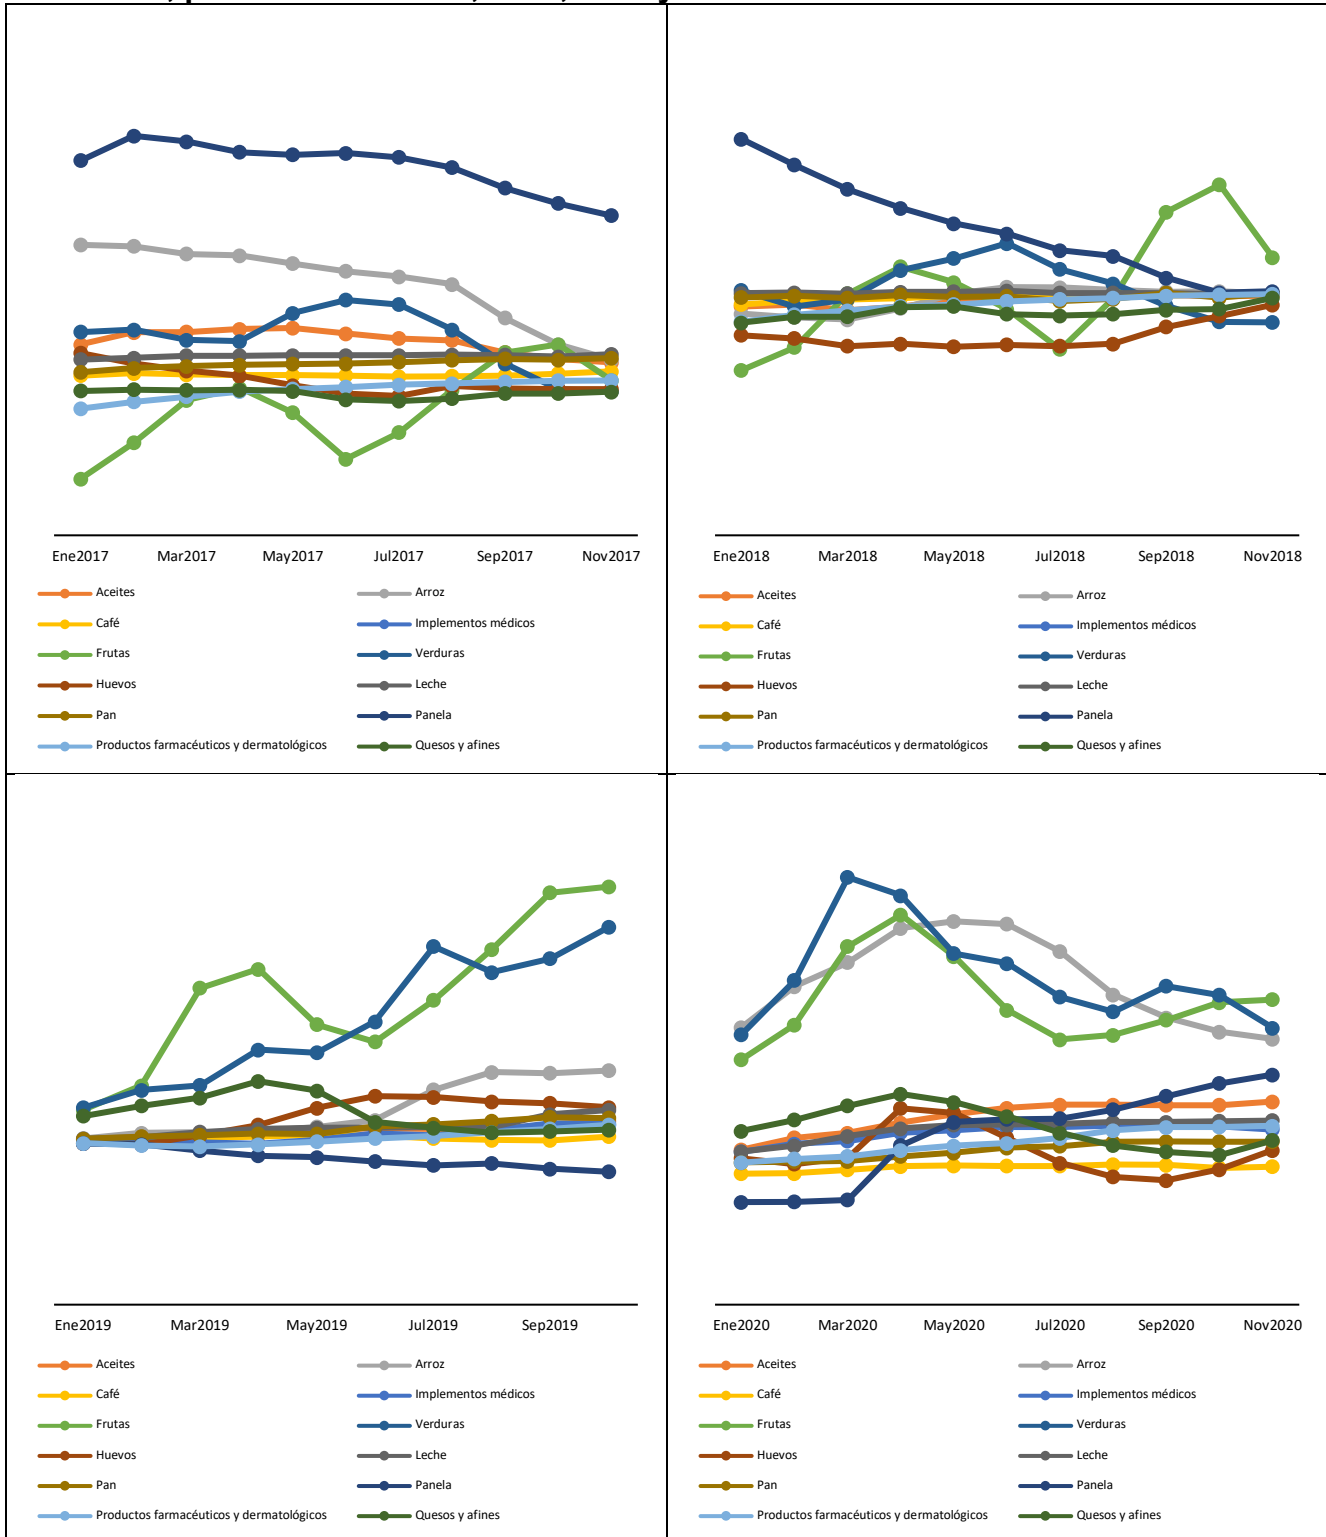 Ene2017 Mar2017 May2017 Jul2017 Sep2017 Nov2017
Aceites Arroz
Café Implementos médicos
Frutas Verduras
Huevos Leche
Pan Panela
Productos farmacéuticos y dermatológicos Quesos y afines
Ene2018 Mar2018 May2018 Jul2018 Sep2018 Nov2018
Aceites Arroz
Café Implementos médicos
Frutas Verduras
Huevos Leche
Pan Panela
Productos farmacéuticos y dermatológicos Quesos y afines
Ene2019 Mar2019 May2019 Jul2019 Sep2019
Aceites Arroz
Café Implementos médicos
Frutas Verduras
Huevos Leche
Pan Panela
Productos farmacéuticos y dermatológicos Quesos y afines
Ene2020 Mar2020 May2020 Jul2020 Sep2020 Nov2020
Aceites Arroz
Café Implementos médicos
Frutas Verduras
Huevos Leche
Pan Panela
Productos farmacéuticos y dermatológicos Quesos y afines